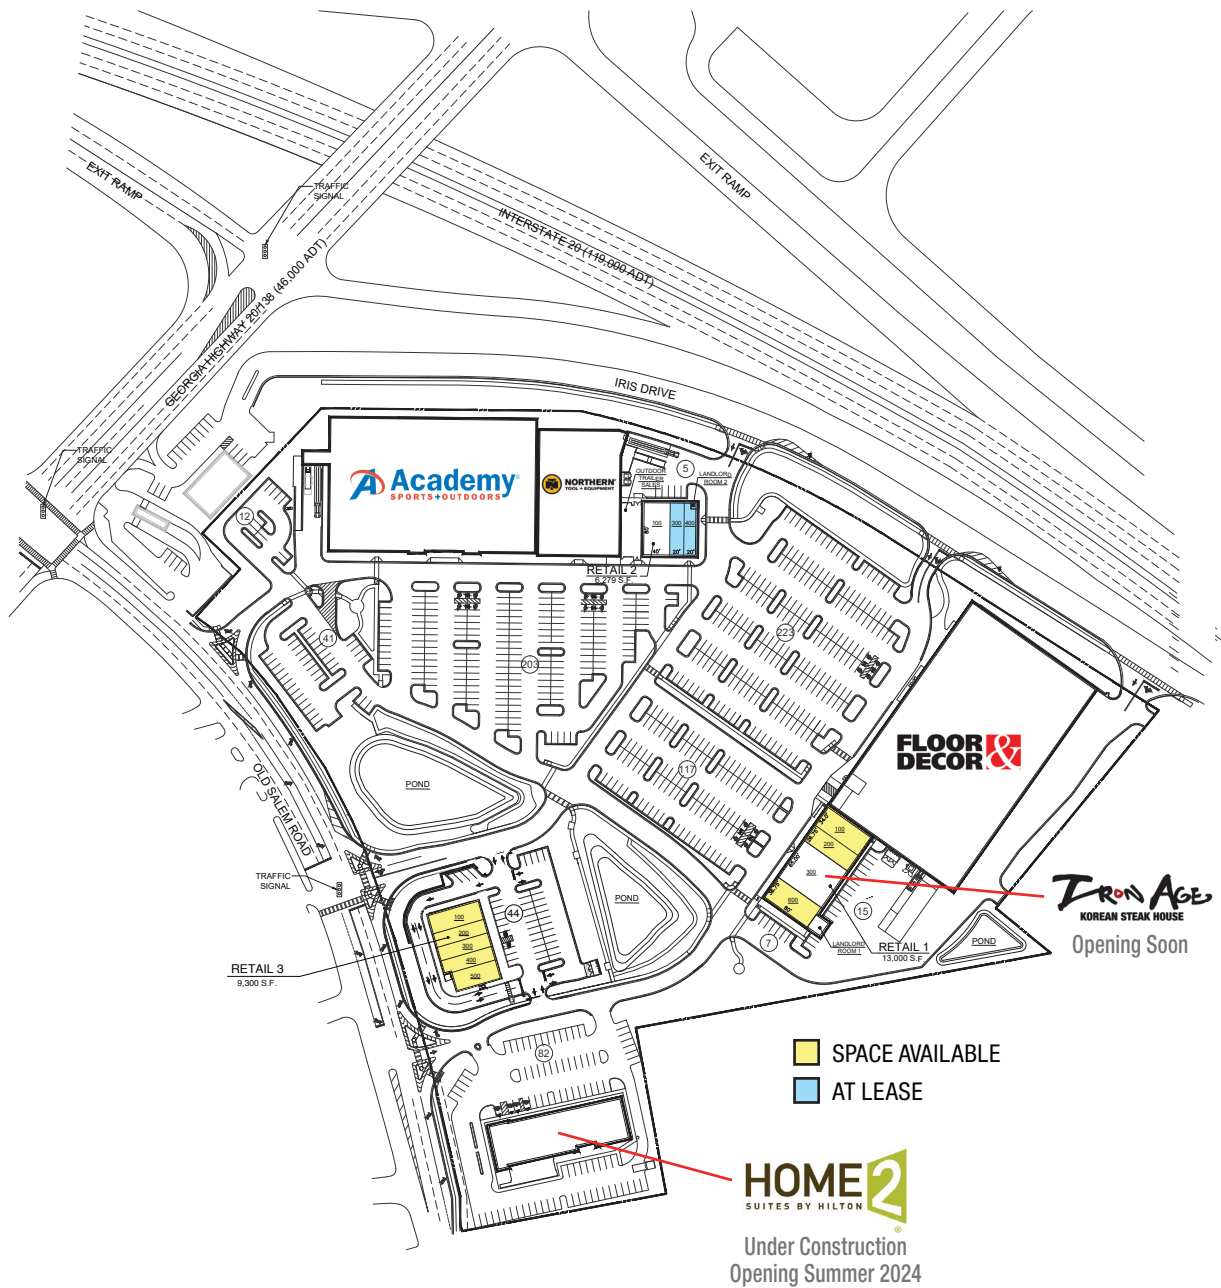 EXIT RAMP
TRAFFIC
SIGNAL
EXIT RAMP
INTERSTATE 20 (119,000 ADT)
GEORGIA HIGHWAY 20/138 (46,000 ADT)
IRIS DRIVE
TRAFFIC
SIGNAL
Academy
SPORTS+OUTDOORS
NORTHERN
TOOL + EQUIPMENT
OUTDOOR
TRAILER
SALES
5
LANDLORD
ROOM 2
12
100
300
400
40'
20'
20'
RETAIL 2
6,279 S.F.
41
203
223
117
FLOOR
& DECOR
POND
OLD SALEM ROAD
TRAFFIC
SIGNAL
POND
100
200
300
600
15
7
LANDLORD
ROOM 1
RETAIL 1
13,000 S.F.
POND
IRON AGE
KOREAN STEAK HOUSE
Opening Soon
44
100
200
300
400
500
RETAIL 3
9,300 S.F.
82
SPACE AVAILABLE
AT LEASE
HOME2
SUITES BY HILTON
Under Construction
Opening Summer 2024